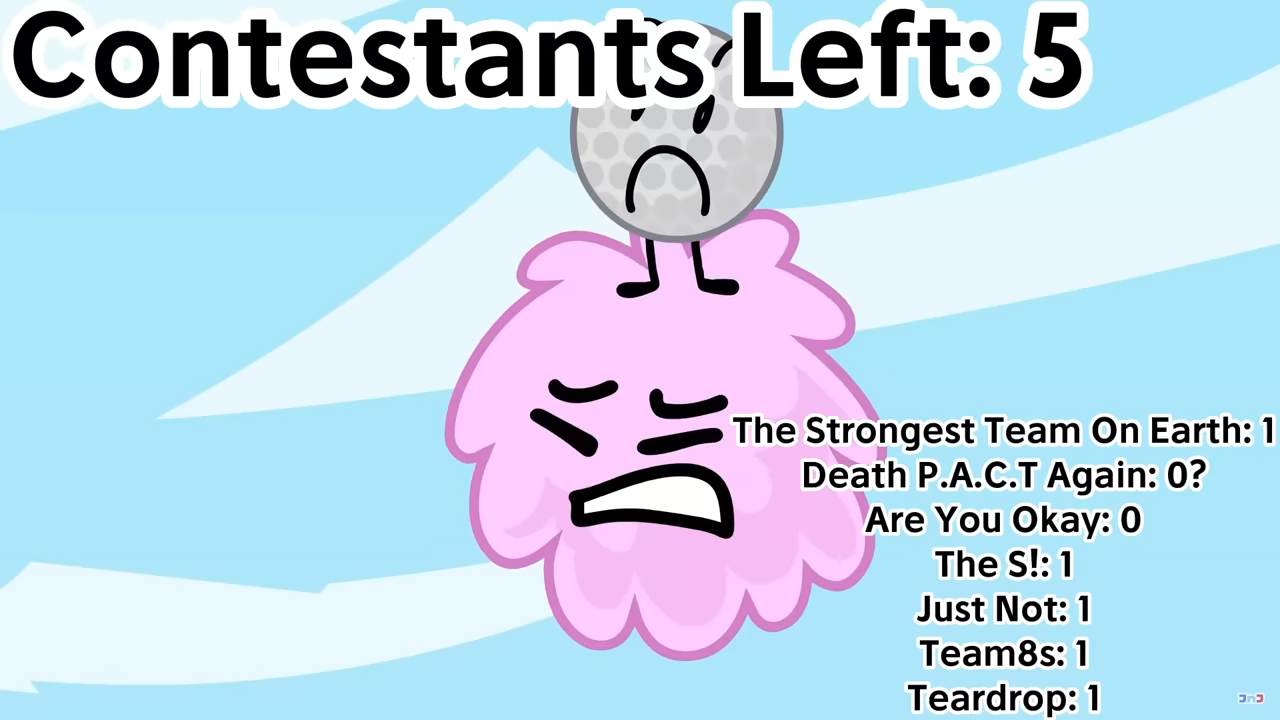 Contestants Left: 5
The Strongest Team On Earth: 1
Death P.A.C.T Again: 0?
Are You Okay: 0
The S!: 1
Just Not: 1
Team8s: 1
Teardrop: 1